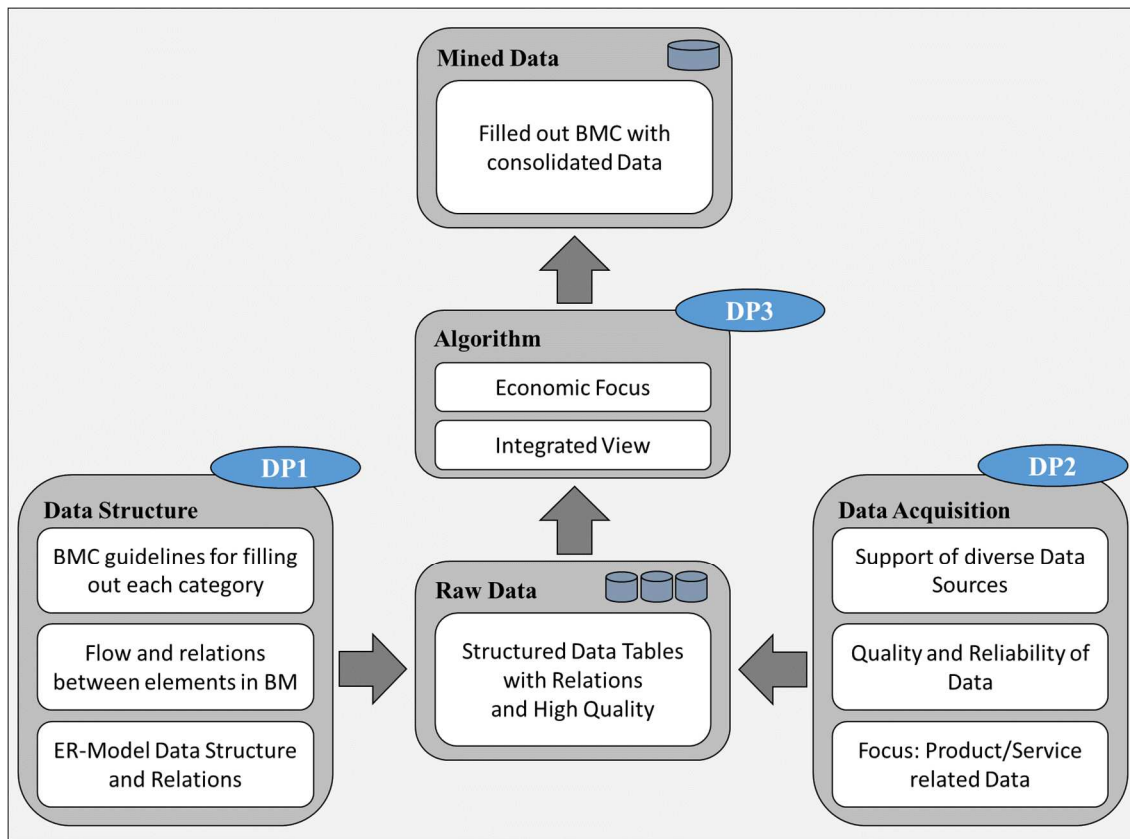 Mined Data
Filled out BMC with
consolidated Data
DP3
Algorithm
Economic Focus
Integrated View
DP1
Data Structure
BMC guidelines for filling
out each category
Flow and relations
between elements in BM
ER-Model Data Structure
and Relations
Raw Data
Structured Data Tables
with Relations
and High Quality
DP2
Data Acquisition
Support of diverse Data
Sources
Quality and Reliability of
Data
Focus: Product/Service
related Data